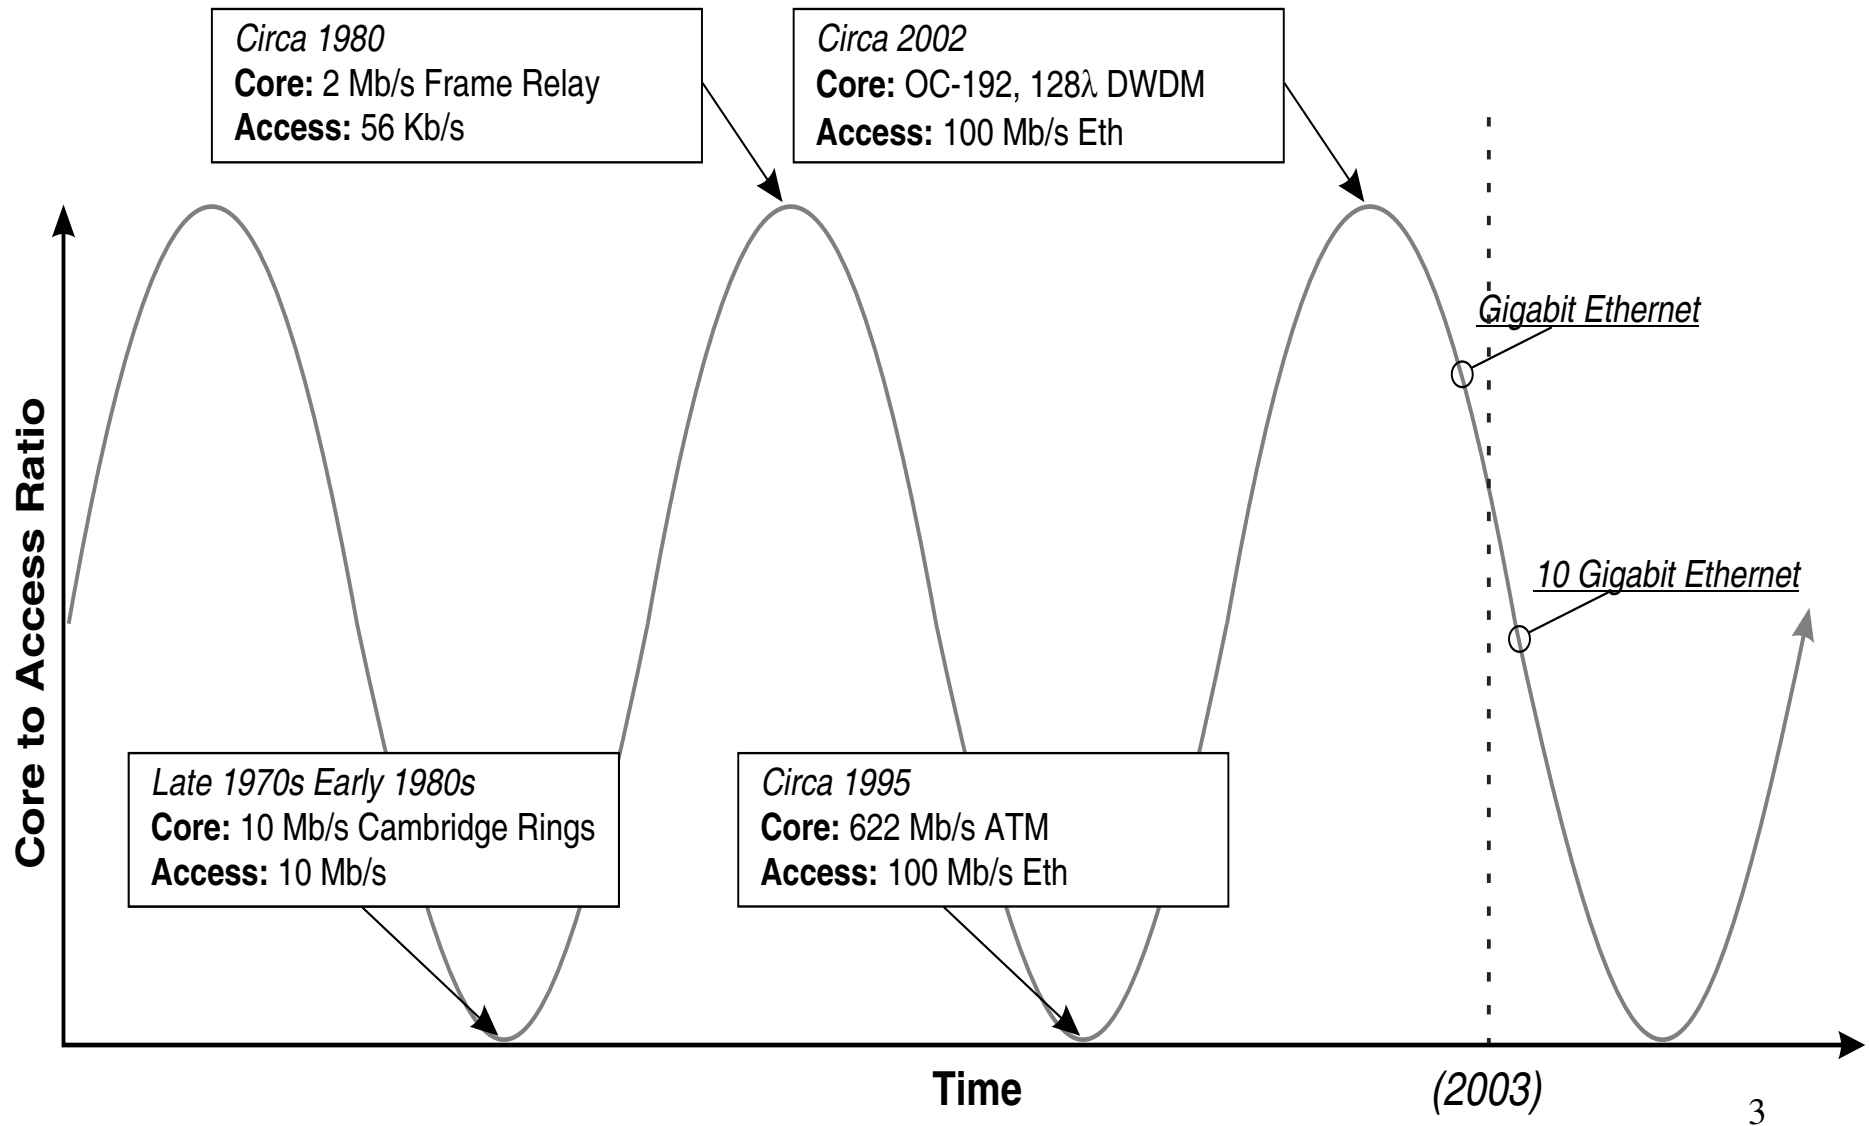 Circa 1980
Core: 2 Mb/s Frame Relay
Access: 56 Kb/s
Circa 2002
Core: OC-192, 128λ DWDM
Access: 100 Mb/s Eth
Gigabit Ethernet
10 Gigabit Ethernet
Core to Access Ratio
Late 1970s Early 1980s
Core: 10 Mb/s Cambridge Rings
Access: 10 Mb/s
Circa 1995
Core: 622 Mb/s ATM
Access: 100 Mb/s Eth
Time
(2003)
3